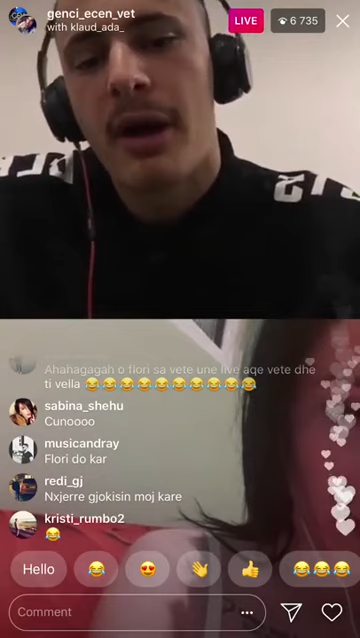 genci_ecen_vet
with klaud_ada_
LIVE
6 735
Ahahagagah o flori sa vete une live aqe vete dhe
ti vella 😂😂😂😂😂😂😂😂😂😂
sabina_shehu
Cunoooo
musicandray
Flori do kar
redi_gj
Nxjerre gjokisin moj kare
kristi_rumbo2
😂
Hello
😂
😍
👋
👍
😂😂😂
Comment